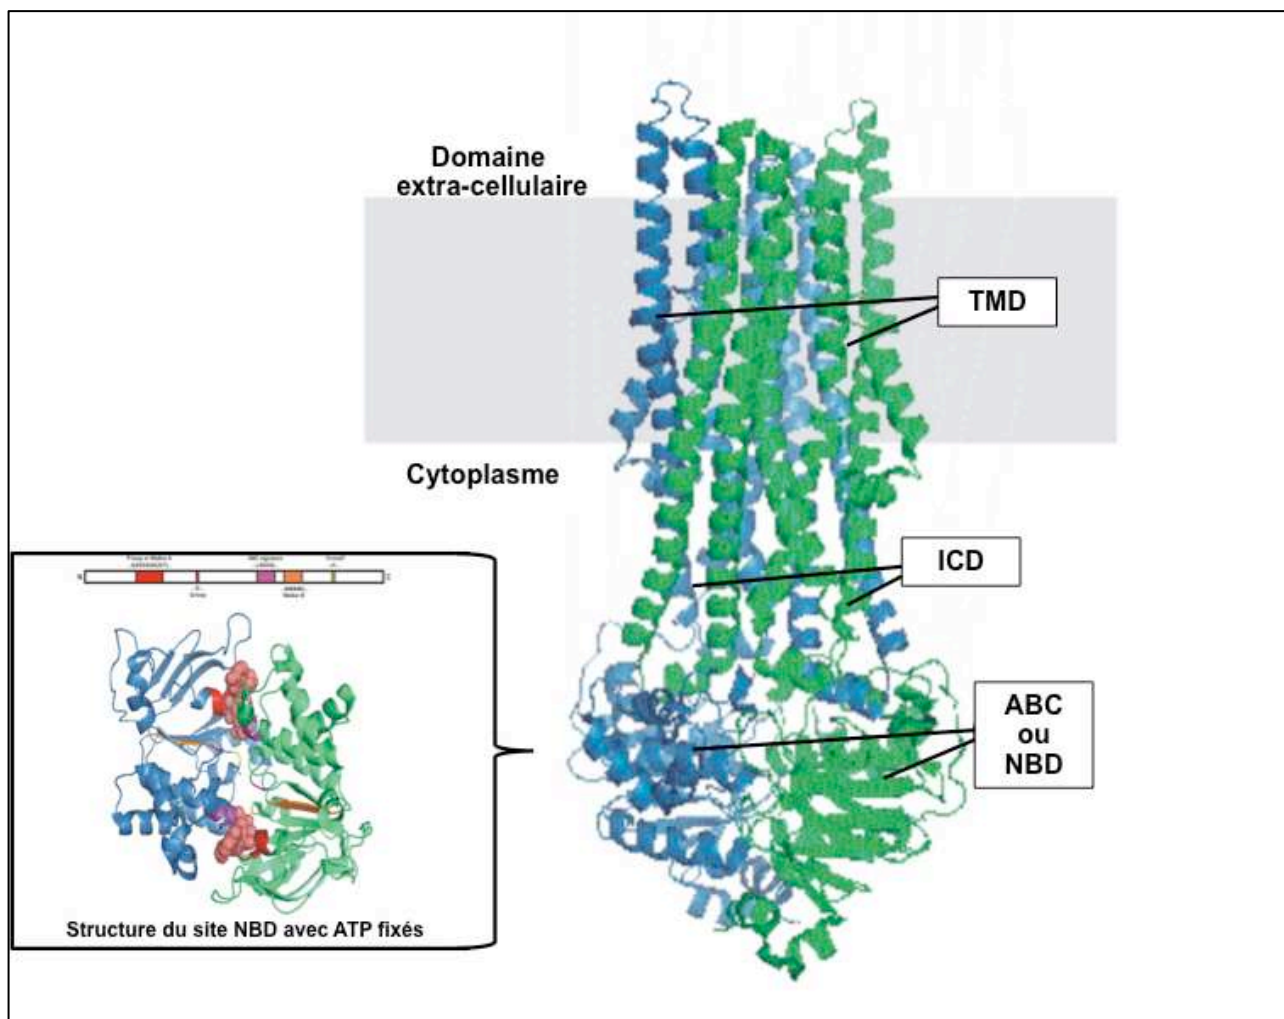 Domaine
extra-cellulaire
TMD
Cytoplasme
ICD
ABC
ou
NBD
N
C
Structure du site NBD avec ATP fixés